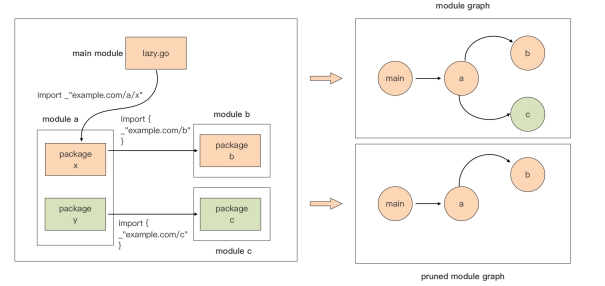 module graph
main module
lazy.go
import _"example.com/a/x"
module a
import {
_"example.com/b"
}
module b
package
x
package
b
package
y
package
c
import {
_"example.com/c"
}
module c
main
a
b
c
main
a
b
pruned module graph